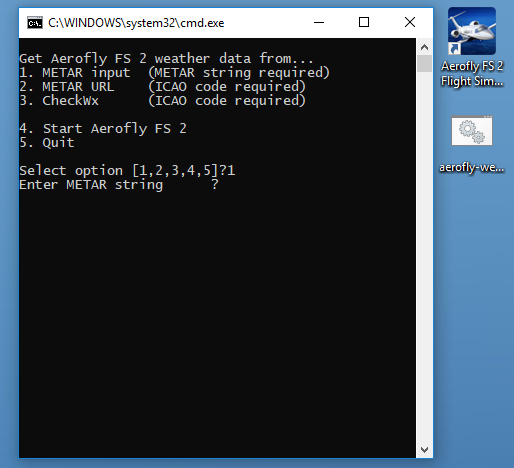 C:\WINDOWS\system32\cmd.exe
Get Aerofly FS 2 weather data from...
1. METAR input  (METAR string required)
2. METAR URL    (ICAO code required)
3. CheckWx      (ICAO code required)
4. Start Aerofly FS 2
5. Quit
Select option [1,2,3,4,5]?1
Enter METAR string      ?
Aerofly FS 2
Flight Sim...
aerofly-we...